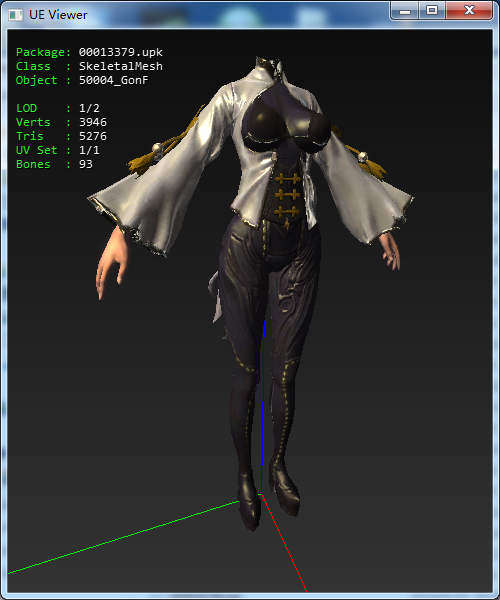 UE Viewer
Package: 00013379.upk
Class  : SkeletalMesh
Object : 50004_GonF
LOD    : 1/2
Verts  : 3946
Tris   : 5276
UV Set : 1/1
Bones  : 93